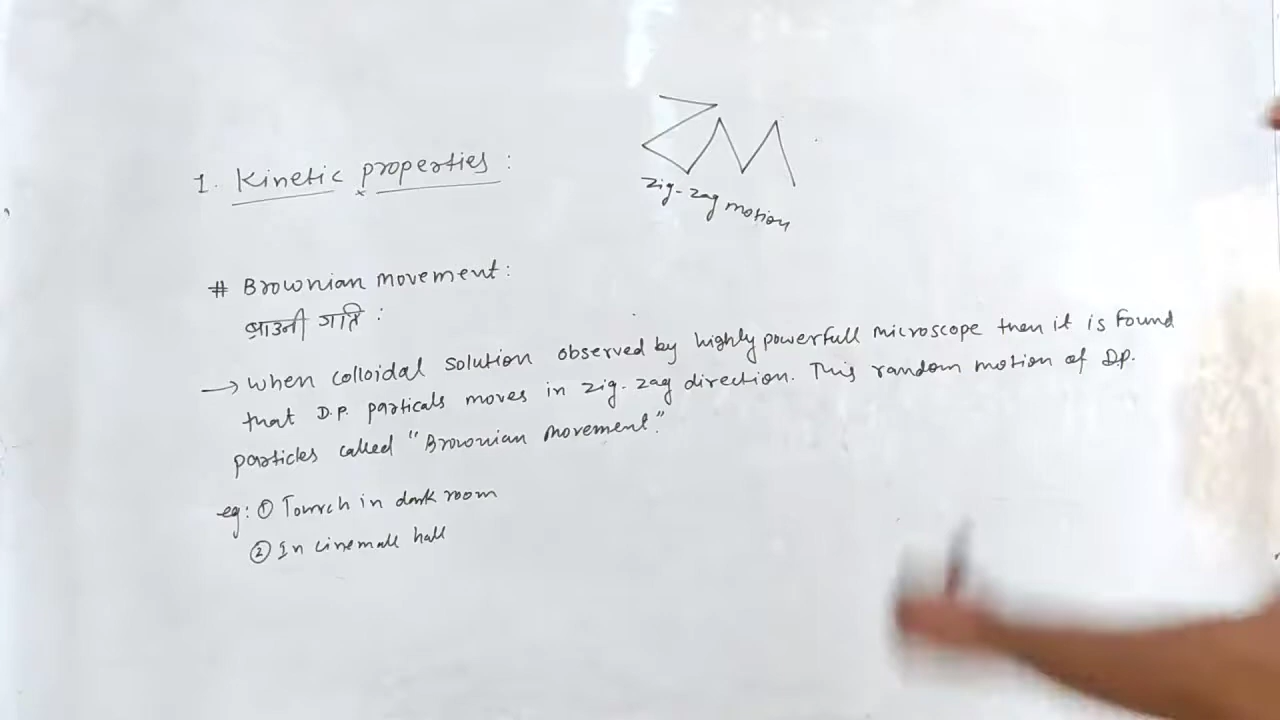 1. Kinetic properties :
zig-zag motion
# Brownian movement :
ब्राउनी गति :
→ When colloidal solution observed by highly powerfull microscope then it is found
that D.P. particals moves in zig-zag direction. This random motion of D.P.
particles called "Brownian movement."
eg: ① Tourch in dark room
② In cinemall hall